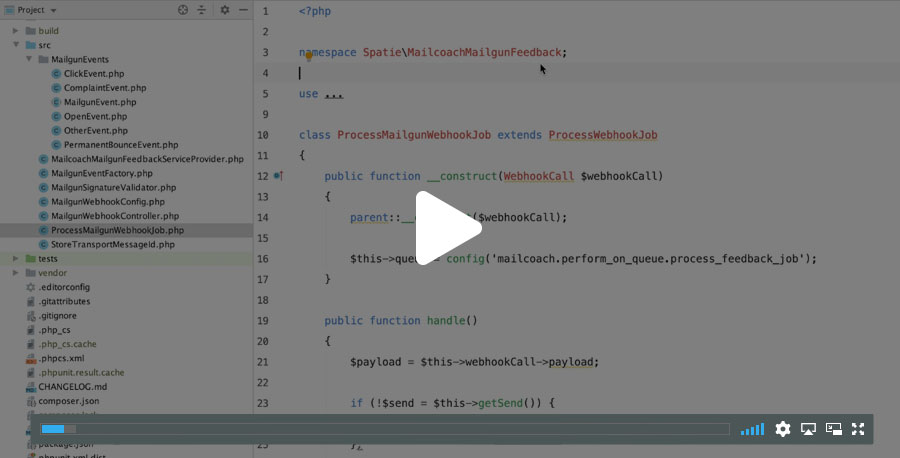 Project
build
src
MailgunEvents
ClickEvent.php
ComplaintEvent.php
MailgunEvent.php
OpenEvent.php
OtherEvent.php
PermanentBounceEvent.php
MailcoachMailgunFeedbackServiceProvider.php
MailgunEventFactory.php
MailgunSignatureValidator.php
MailgunWebhookConfig.php
MailgunWebhookController.php
ProcessMailgunWebhookJob.php
StoreTransportMessageId.php
tests
vendor
.editorconfig
.gitattributes
.gitignore
.php_cs
.php_cs.cache
.phpcs.xml
.phpunit.result.cache
CHANGELOG.md
composer.json
package.json
phpunit.xml.dist
1 <?php
2
3 namespace Spatie\MailcoachMailgunFeedback;
4
5 use ...
9
10 class ProcessMailgunWebhookJob extends ProcessWebhookJob
11 {
12 public function __construct(WebhookCall $webhookCall)
13 {
14 parent::__($webhookCall);
15
16 $this->que = config('mailcoach.perform_on_queue.process_feedback_job');
17 }
18
19 public function handle()
20 {
21 $payload = $this->webhookCall->payload;
22
23 if (!$send = $this->getSend()) {
25 };